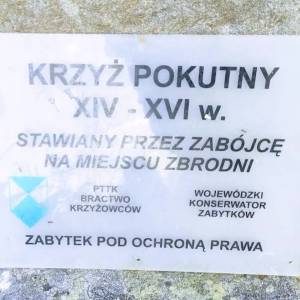 KRZYŻ POKUTNY
XIV - XVI w.
STAWIANY PRZEZ ZABÓJCĘ
NA MIEJSCU ZBRODNI
PTTK
BRACTWO
KRZYŻOWCÓW
WOJEWÓDZKI
KONSERWATOR
ZABYTKÓW
ZABYTEK POD OCHRONĄ PRAWA